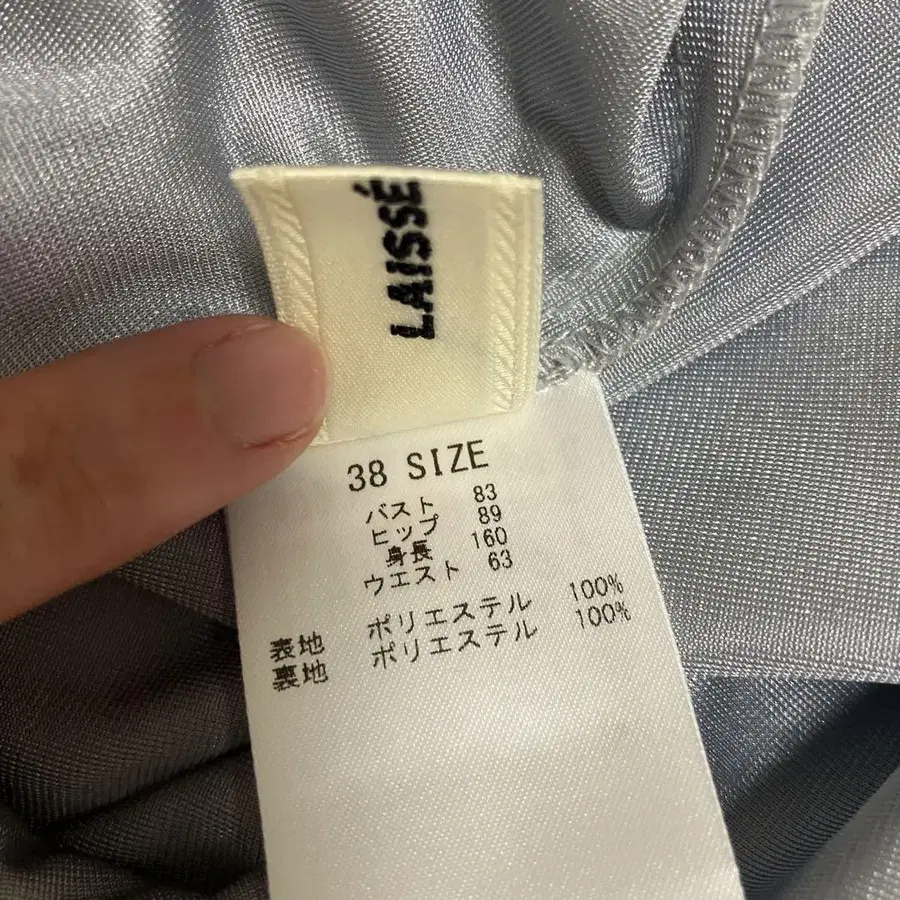 LAISSÉ
38 SIZE
バスト 83
ヒップ 89
身長 160
ウエスト 63
表地 ポリエステル 100%
裏地 ポリエステル 100%